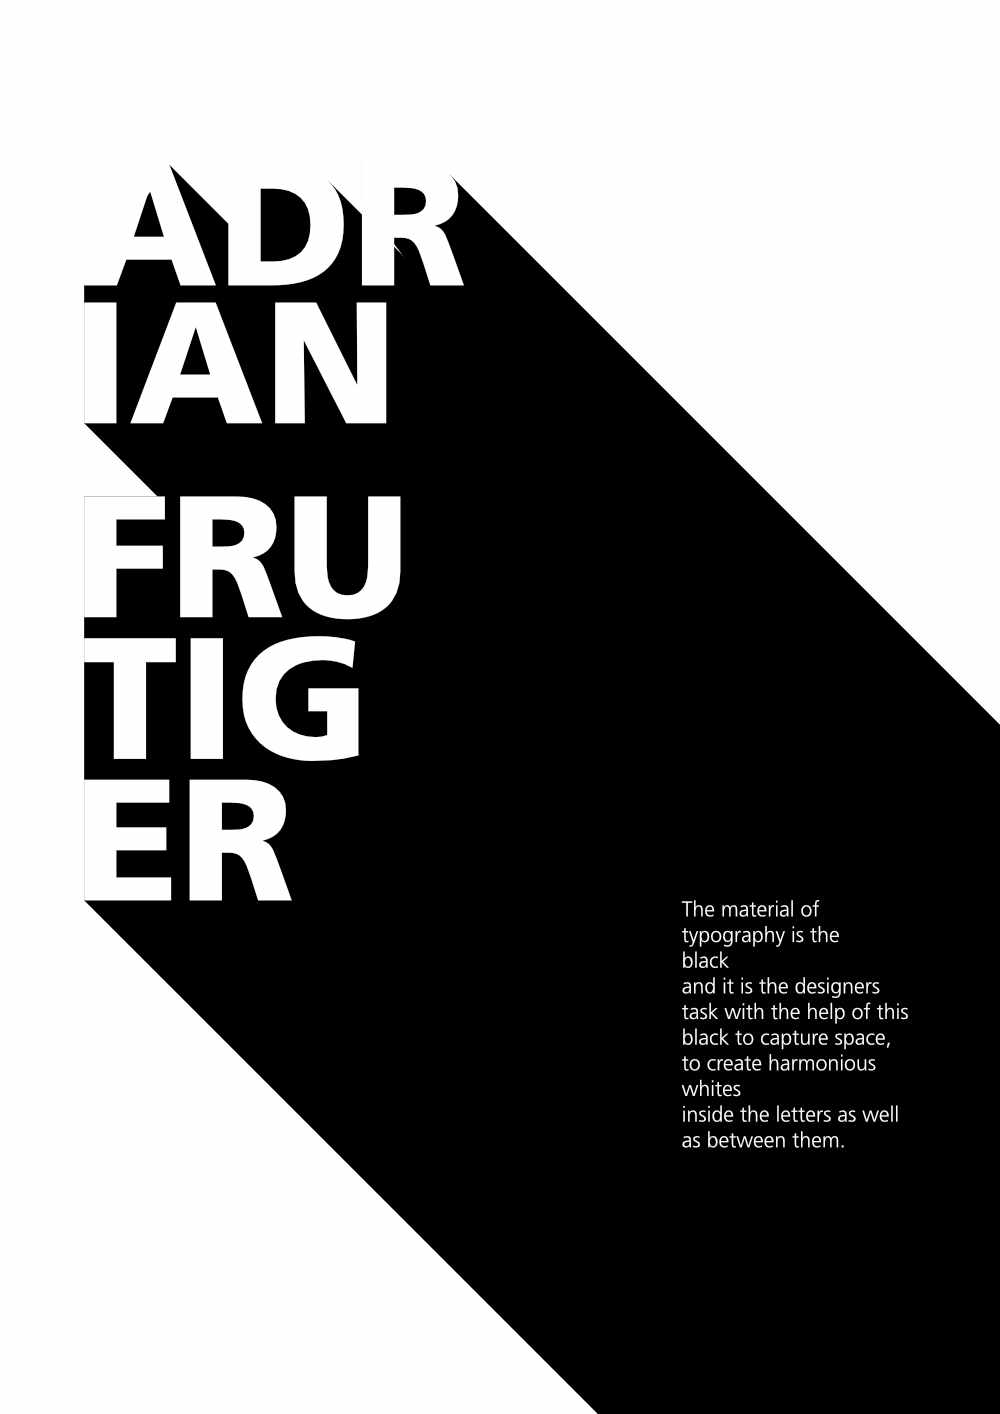 ADR
IAN
FRU
TIG
ER
The material of
typography is the
black
and it is the designers
task with the help of this
black to capture space,
to create harmonious
whites
inside the letters as well
as between them.